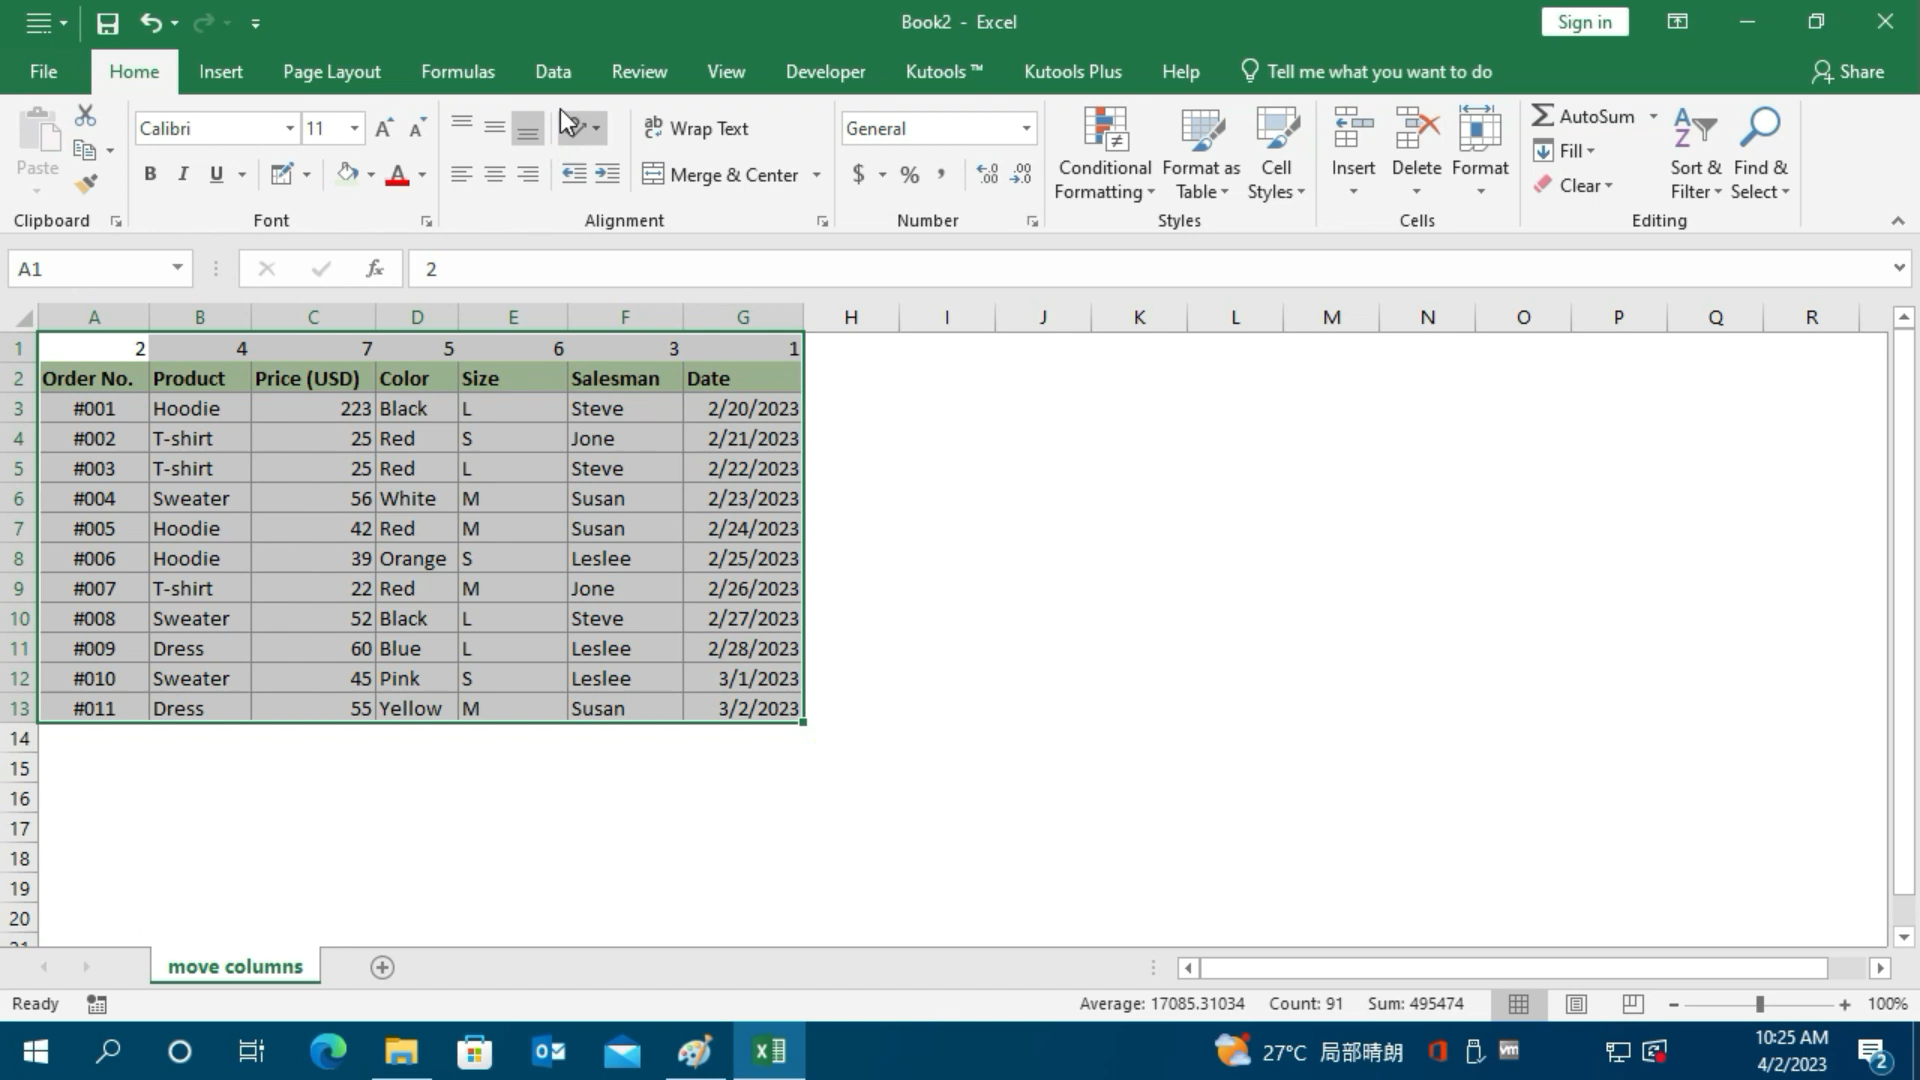 Book2 - Excel
Sign in
File Home Insert Page Layout Formulas Data Review View Developer Kutools ™ Kutools Plus Help Tell me what you want to do Share
Paste
Calibri 11
Wrap Text
General
Merge & Center
B I U A
$ % ,
Conditional Formatting
Format as Table
Cell Styles
Insert Delete Format
AutoSum
Fill
Clear
Sort & Filter
Find & Select
Clipboard Font Alignment Number Styles Cells Editing
A1 fx 2
A B C D E F G H I J K L M N O P Q R
1 2 4 7 5 6 3 1
2 Order No. Product Price (USD) Color Size Salesman Date
3 #001 Hoodie 223 Black L Steve 2/20/2023
4 #002 T-shirt 25 Red S Jone 2/21/2023
5 #003 T-shirt 25 Red L Steve 2/22/2023
6 #004 Sweater 56 White M Susan 2/23/2023
7 #005 Hoodie 42 Red M Susan 2/24/2023
8 #006 Hoodie 39 Orange S Leslee 2/25/2023
9 #007 T-shirt 22 Red M Jone 2/26/2023
10 #008 Sweater 52 Black L Steve 2/27/2023
11 #009 Dress 60 Blue L Leslee 2/28/2023
12 #010 Sweater 45 Pink S Leslee 3/1/2023
13 #011 Dress 55 Yellow M Susan 3/2/2023
14
15
16
17
18
19
20
move columns
Ready Average: 17085.31034 Count: 91 Sum: 495474 100%
27°C 局部晴朗 10:25 AM
4/2/2023 2